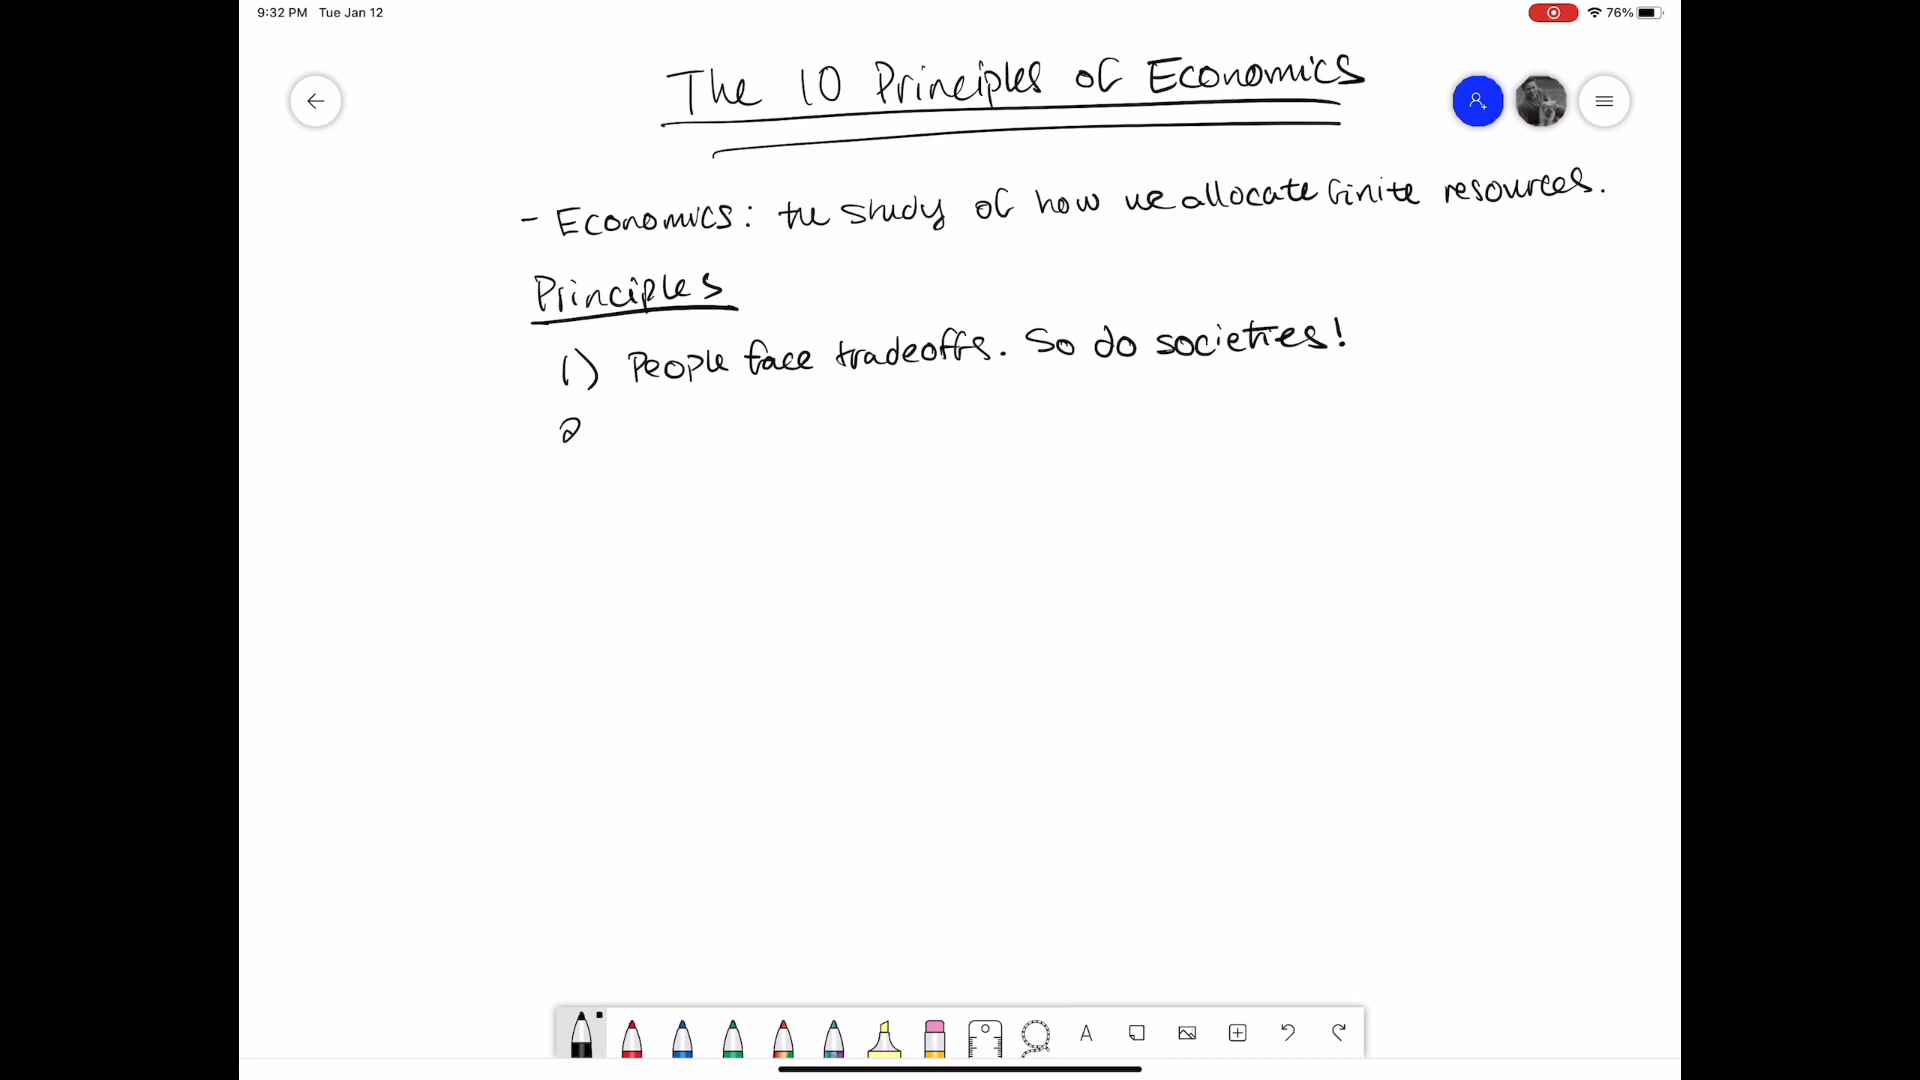 9:32 PM Tue Jan 12
76%
The 10 Principles of Economics
- Economics: the study of how we allocate finite resources.
Principles
1) People face tradeoffs. So do societies!
2
A